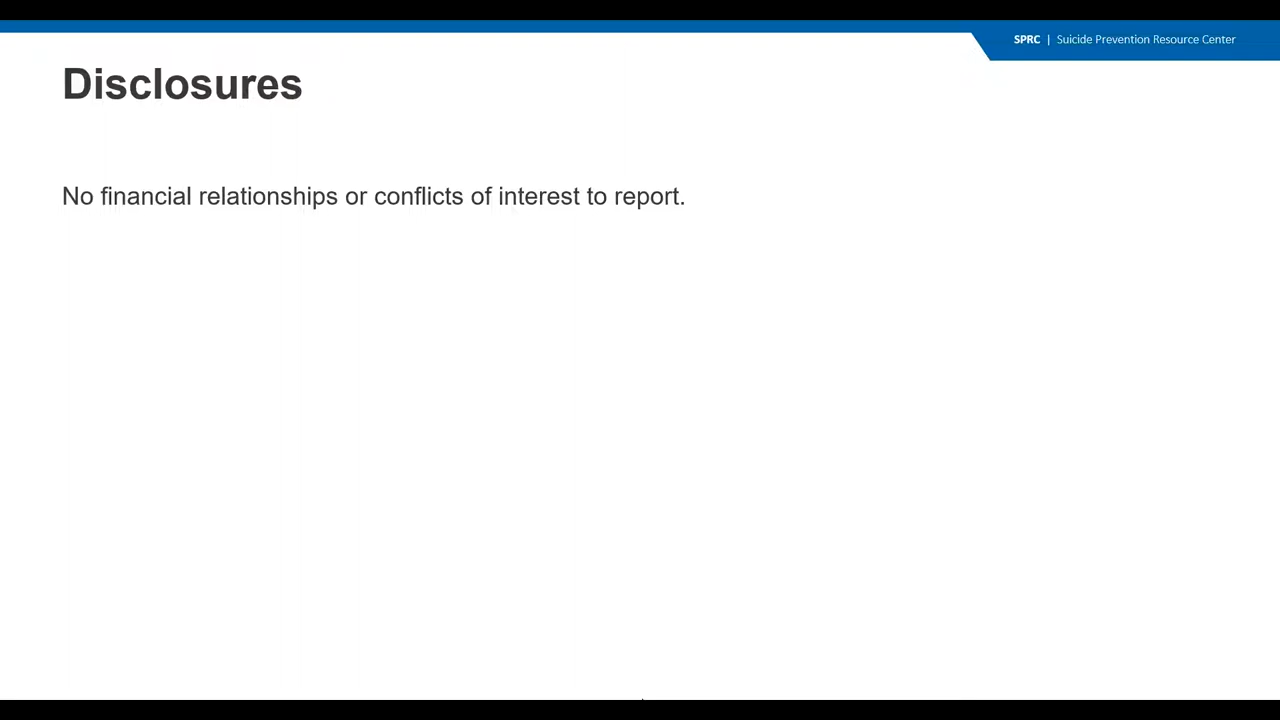 SPRC | Suicide Prevention Resource Center
Disclosures
No financial relationships or conflicts of interest to report.